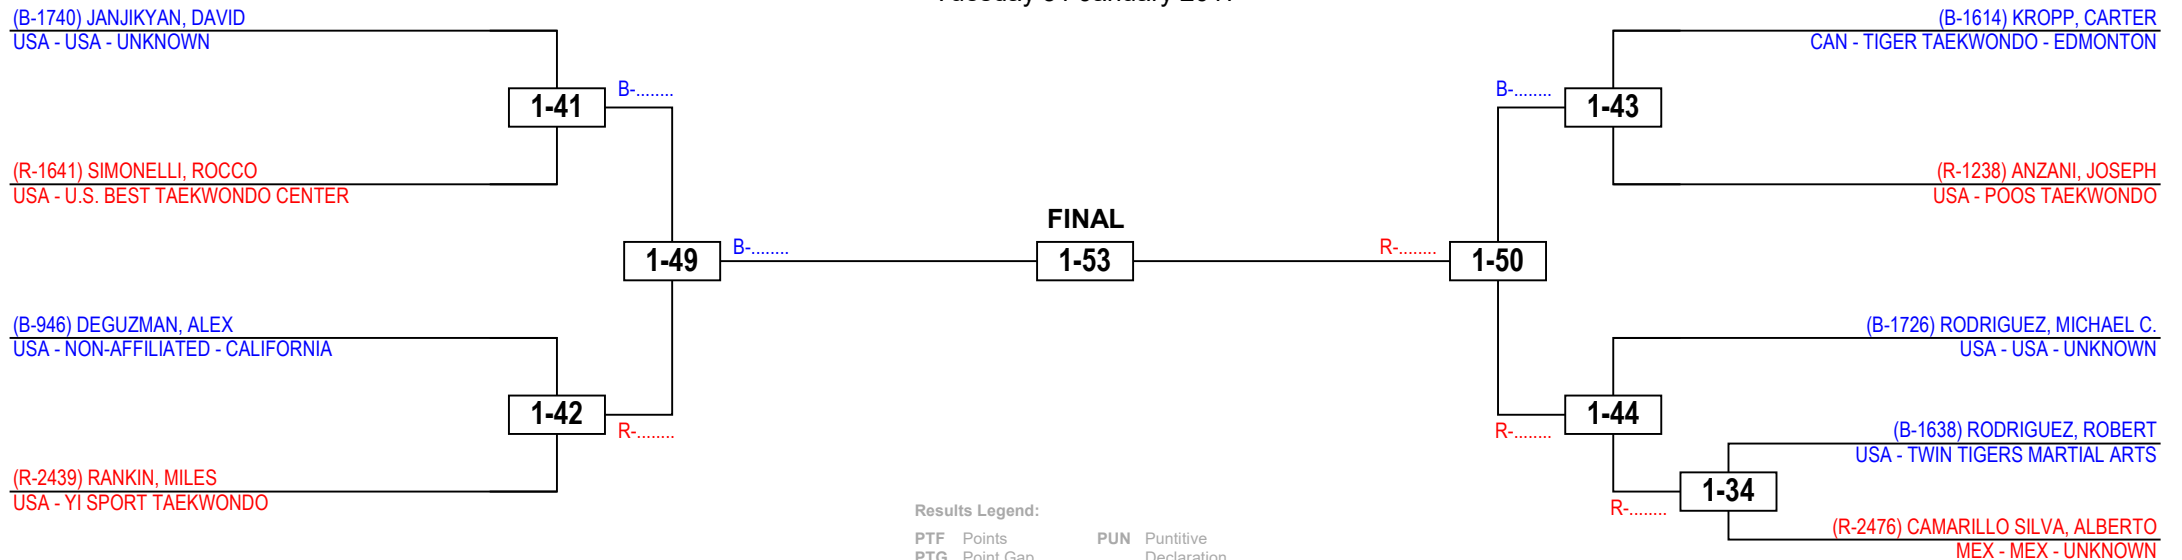 (B-1740) JANJIKYAN, DAVID
USA - USA - UNKNOWN
1-41
B-........
(R-1641) SIMONELLI, ROCCO
USA - U.S. BEST TAEKWONDO CENTER
1-49
B-........
(B-946) DEGUZMAN, ALEX
USA - NON-AFFILIATED - CALIFORNIA
1-42
R-........
(R-2439) RANKIN, MILES
USA - YI SPORT TAEKWONDO
FINAL
1-53
(B-1614) KROPP, CARTER
CAN - TIGER TAEKWONDO - EDMONTON
B-........
1-43
(R-1238) ANZANI, JOSEPH
USA - POOS TAEKWONDO
R-........
1-50
(B-1726) RODRIGUEZ, MICHAEL C.
USA - USA - UNKNOWN
1-44
R-........
(B-1638) RODRIGUEZ, ROBERT
USA - TWIN TIGERS MARTIAL ARTS
1-34
R-........
(R-2476) CAMARILLO SILVA, ALBERTO
MEX - MEX - UNKNOWN
Results Legend:
PTF Points PUN Puntitive
PTG Point Gap Declaration